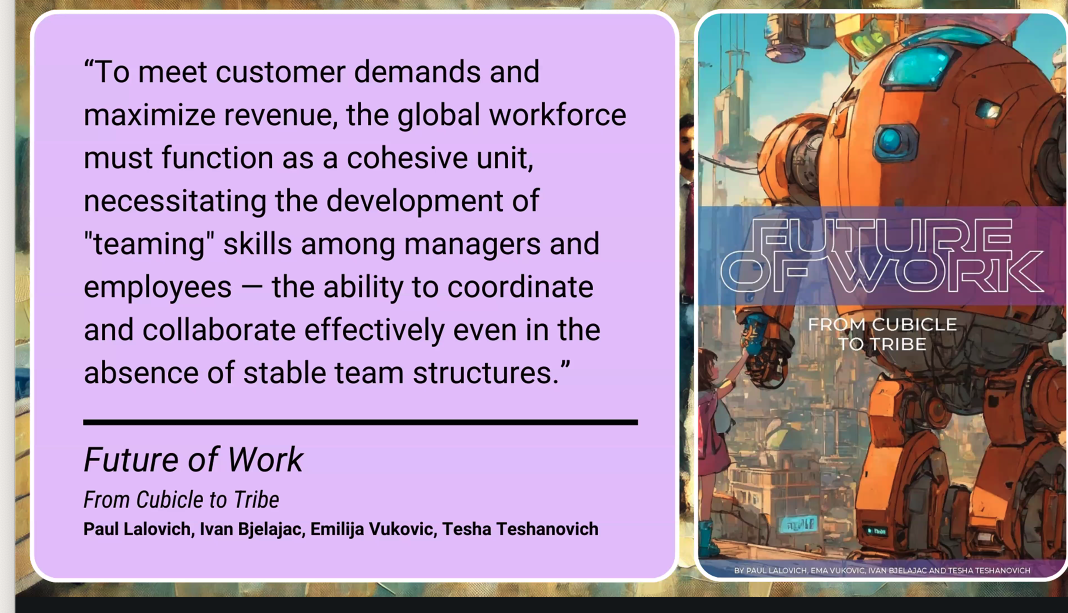 “To meet customer demands and
maximize revenue, the global workforce
must function as a cohesive unit,
necessitating the development of
"teaming" skills among managers and
employees — the ability to coordinate
and collaborate effectively even in the
absence of stable team structures.”
Future of Work
From Cubicle to Tribe
Paul Lalovich, Ivan Bjelajac, Emilija Vukovic, Tesha Teshanovich
FUTURE
OF WORK
FROM CUBICLE
TO TRIBE
BY PAUL LALOVICH, EMA VUKOVIC, IVAN BJELAJAC AND TESHA TESHANOVICH